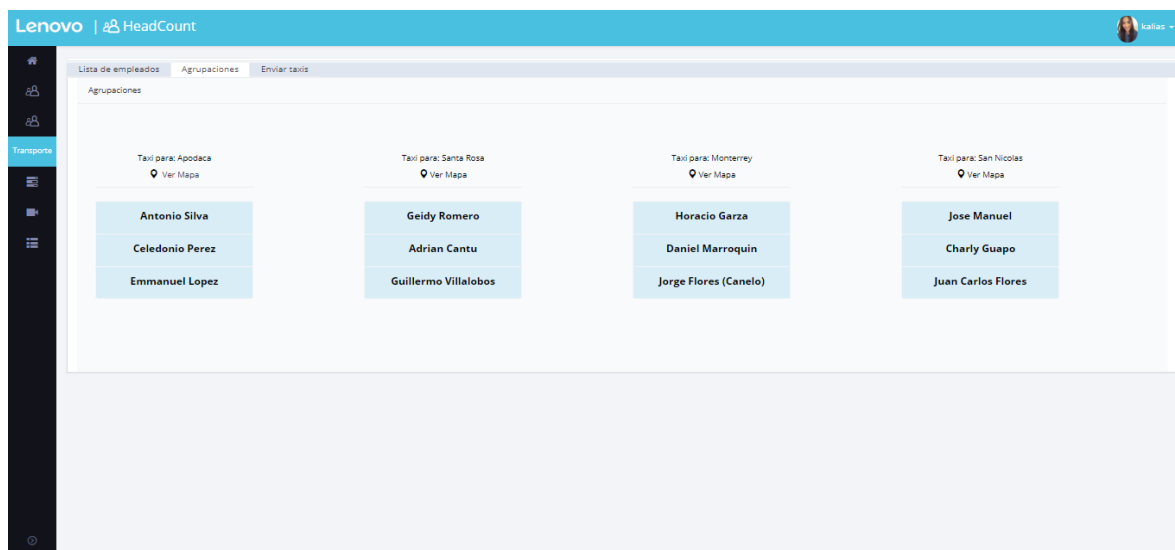 Lenovo | HeadCount
kalias
Lista de empleados Agrupaciones Enviar taxis
Agrupaciones
Transporte
Taxi para: Apodaca
Ver Mapa
Antonio Silva
Celedonio Perez
Emmanuel Lopez
Taxi para: Santa Rosa
Ver Mapa
Geidy Romero
Adrian Cantu
Guillermo Villalobos
Taxi para: Monterrey
Ver Mapa
Horacio Garza
Daniel Marroquin
Jorge Flores (Canelo)
Taxi para: San Nicolas
Ver Mapa
Jose Manuel
Charly Guapo
Juan Carlos Flores